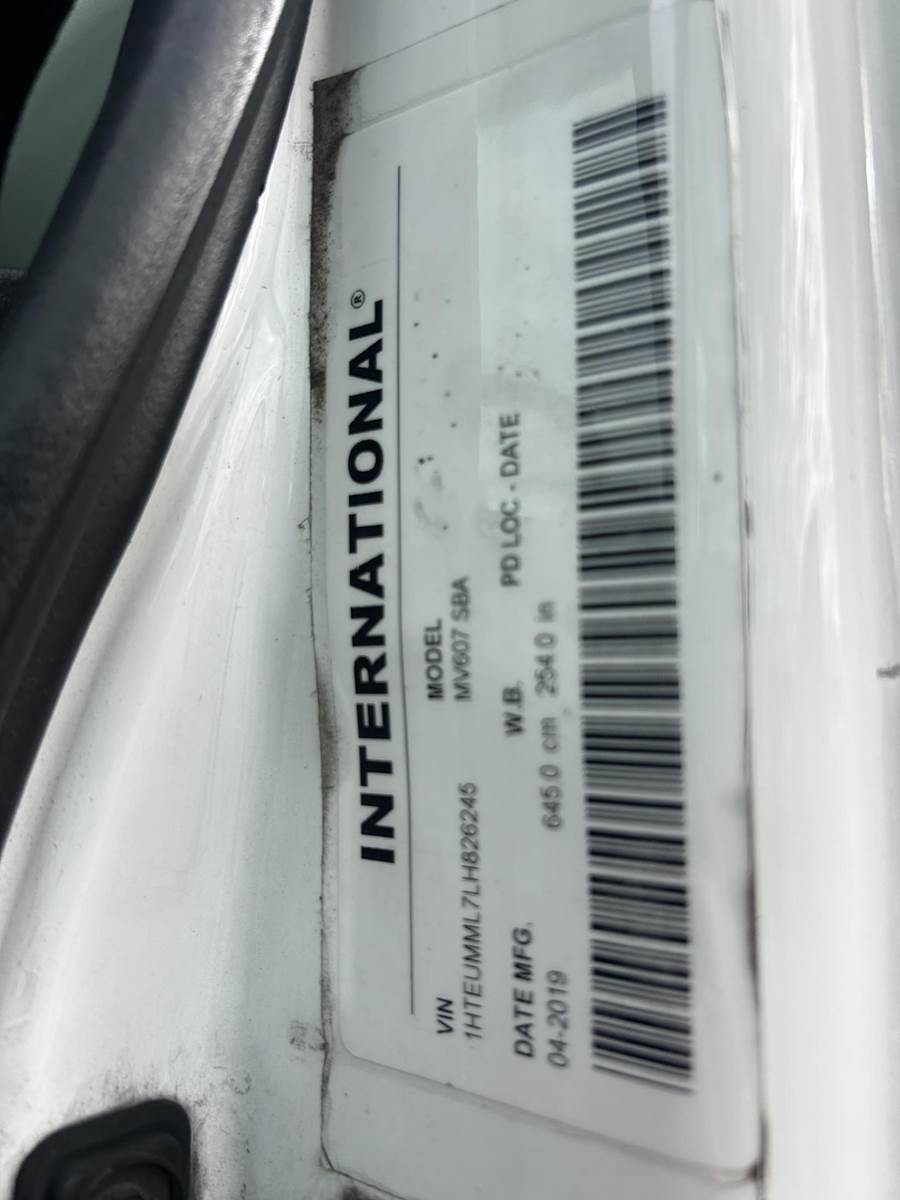 INTERNATIONAL®
VIN MODEL
1HTEUMML7LH826245 MV607 SBA
DATE MFG. W.B. PD LOC - DATE
04-2019 645.0 cm 254.0 in